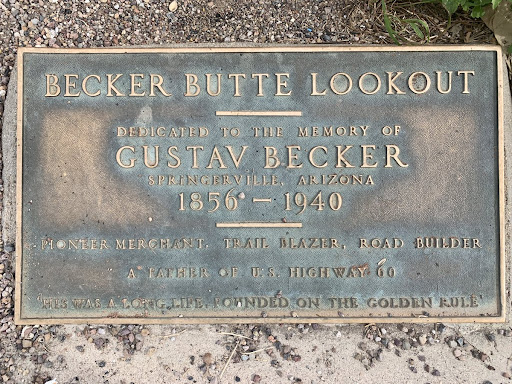 BECKER BUTTE LOOKOUT
DEDICATED TO THE MEMORY OF
GUSTAV BECKER
SPRINGERVILLE, ARIZONA
1856 — 1940
PIONEER MERCHANT, TRAIL BLAZER, ROAD BUILDER
A FATHER OF U.S. HIGHWAY 60
"HIS WAS A LONG LIFE, FOUNDED ON THE GOLDEN RULE"